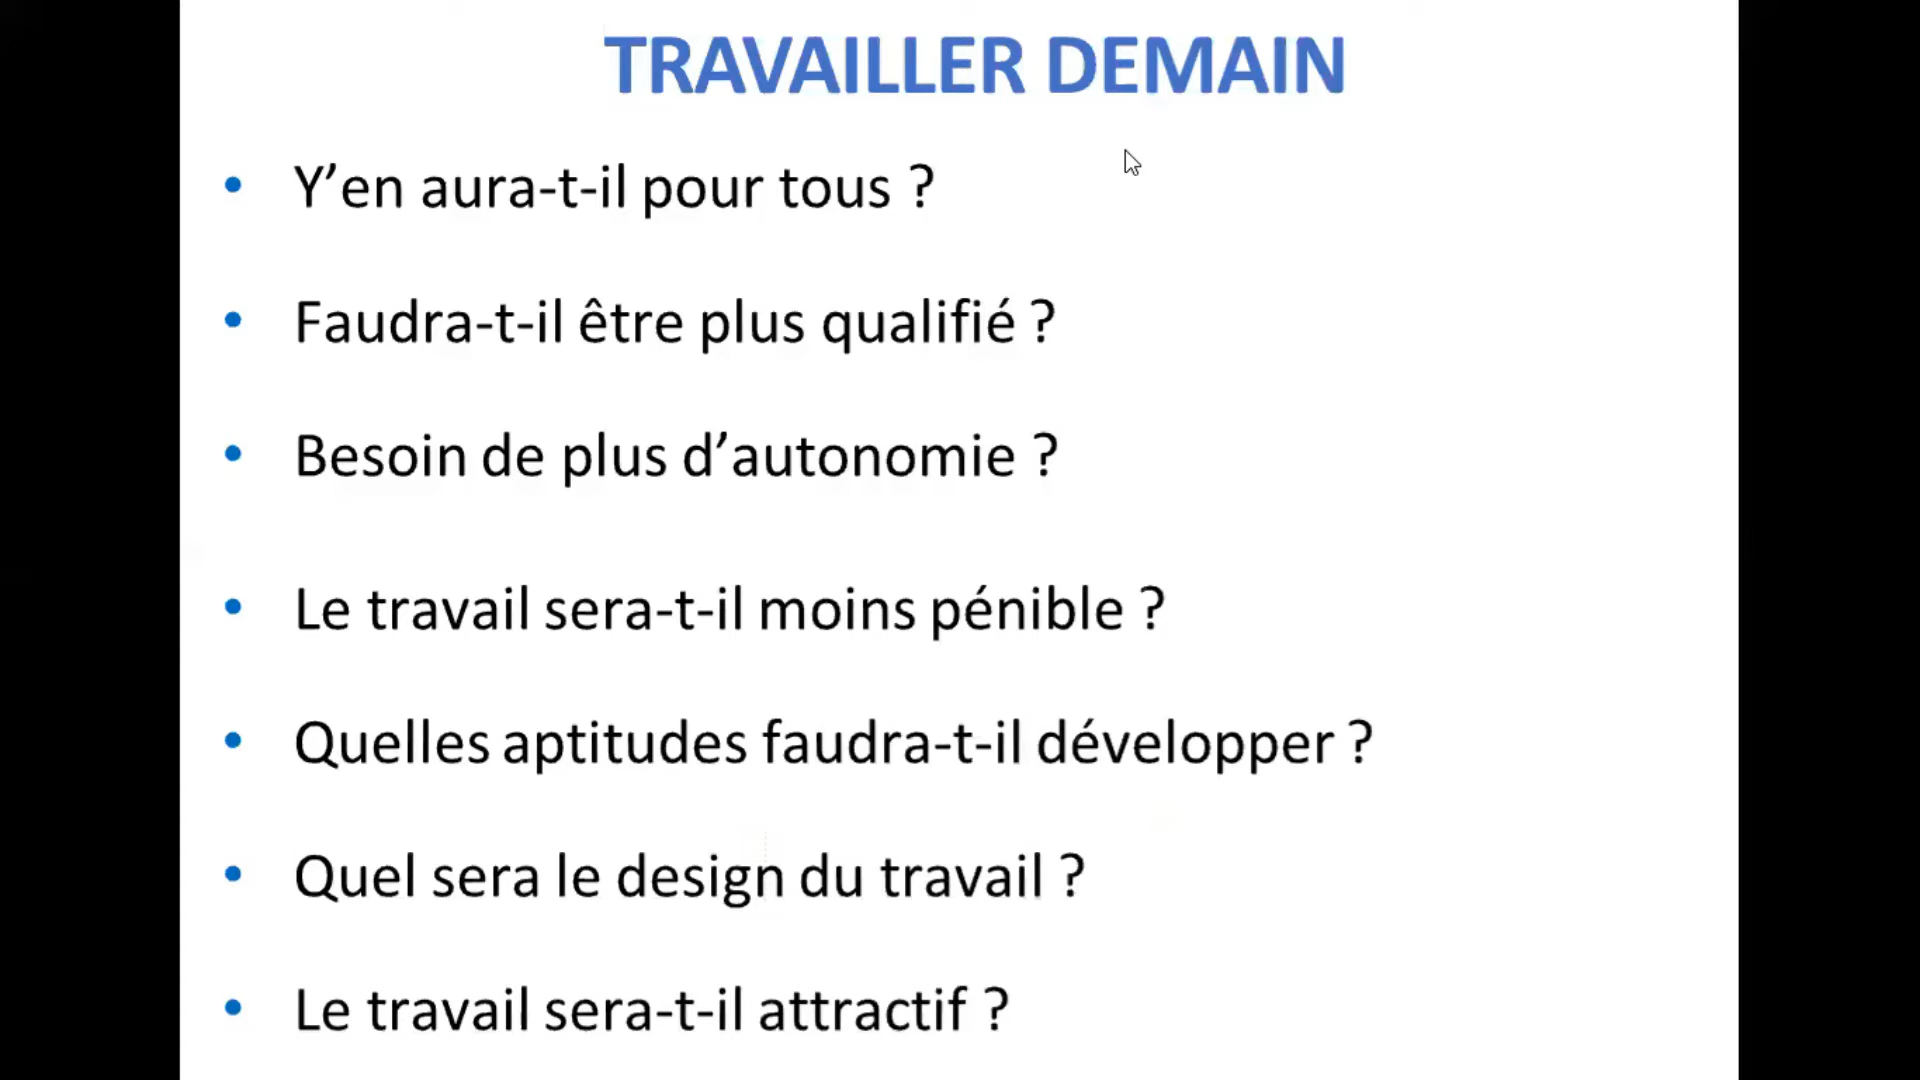 TRAVAILLER DEMAIN
• Y’en aura-t-il pour tous ?
• Faudra-t-il être plus qualifié ?
• Besoin de plus d’autonomie ?
• Le travail sera-t-il moins pénible ?
• Quelles aptitudes faudra-t-il développer ?
• Quel sera le design du travail ?
• Le travail sera-t-il attractif ?